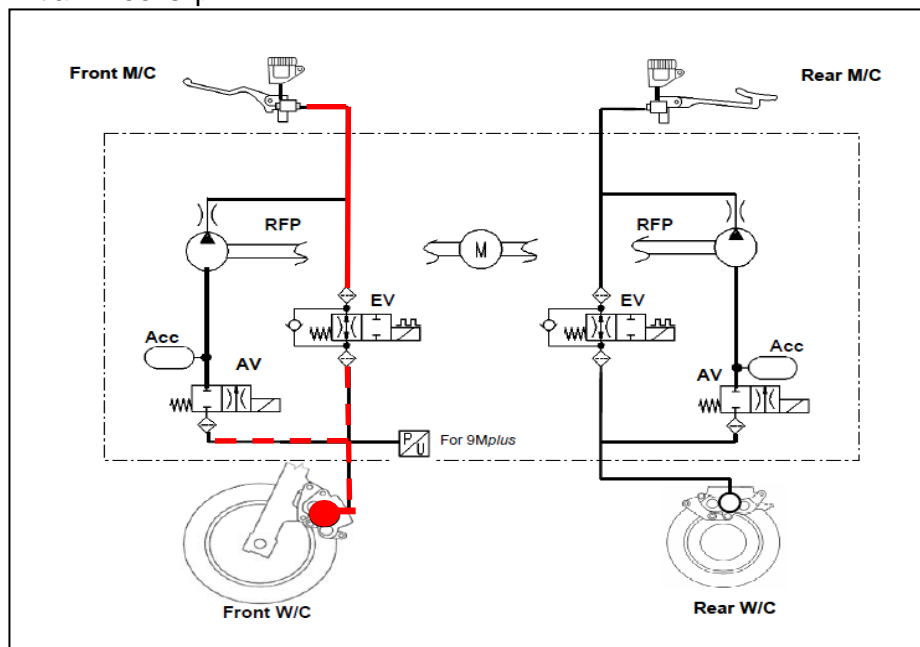 Front M/C
Rear M/C
RFP
M
RFP
EV
EV
Acc
AV
Acc
AV
P/U
For 9Mplus
Front W/C
Rear W/C